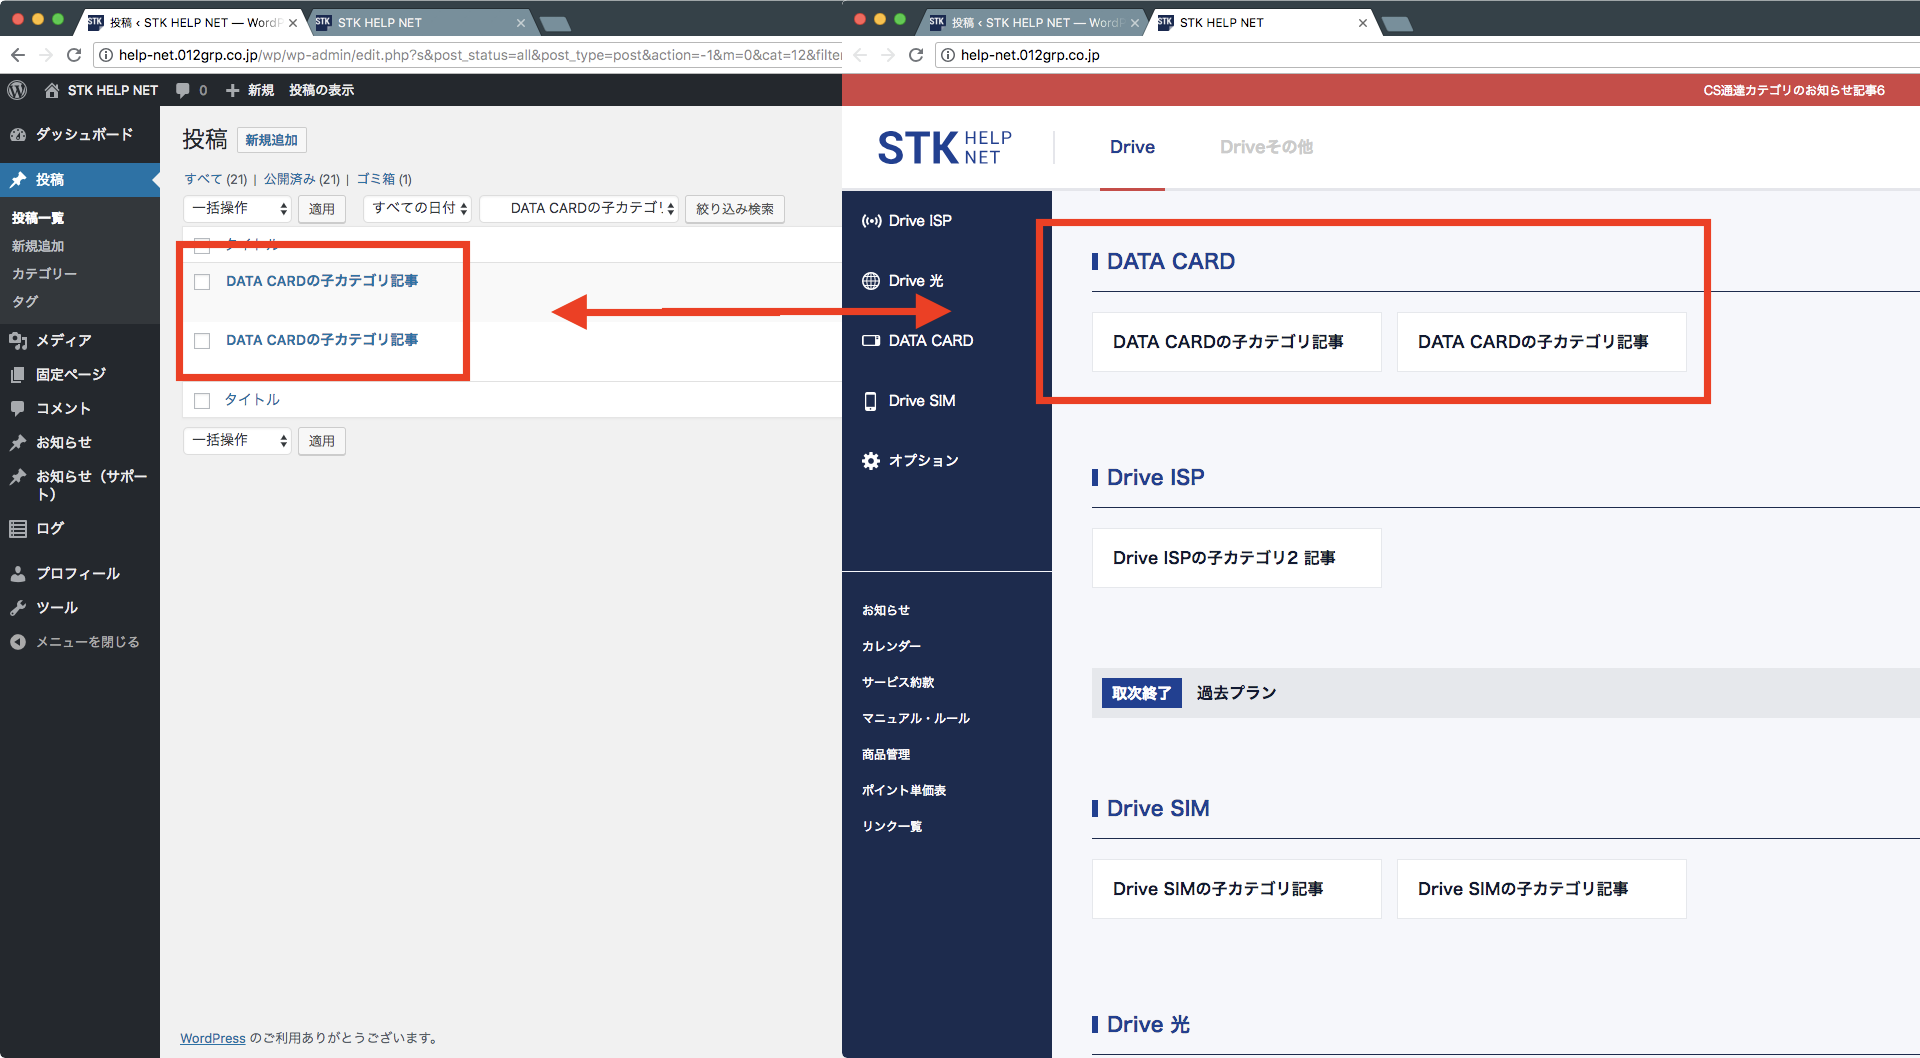 投稿 ‹ STK HELP NET — WordP
STK HELP NET
help-net.012grp.co.jp/wp/wp-admin/edit.php?s&post_status=all&post_type=post&action=-1&m=0&cat=12&filter
STK HELP NET
0
新規
投稿の表示
ダッシュボード
投稿
投稿一覧
新規追加
カテゴリー
タグ
メディア
固定ページ
コメント
お知らせ
お知らせ（サポー
ト）
ログ
プロフィール
ツール
メニューを閉じる
投稿
新規追加
すべて (21) | 公開済み (21) | ゴミ箱 (1)
一括操作
適用
すべての日付
DATA CARDの子カテゴリ
絞り込み検索
タイトル
DATA CARDの子カテゴリ記事
DATA CARDの子カテゴリ記事
タイトル
一括操作
適用
WordPress のご利用ありがとうございます。
STK
投稿 ‹ STK HELP NET — WordP
STK
STK HELP NET
help-net.012grp.co.jp
CS通達カテゴリのお知らせ記事6
STK HELP NET
Drive
Driveその他
Drive ISP
Drive 光
DATA CARD
Drive SIM
オプション
お知らせ
カレンダー
サービス約款
マニュアル・ルール
商品管理
ポイント単価表
リンク一覧
DATA CARD
DATA CARDの子カテゴリ記事
DATA CARDの子カテゴリ記事
Drive ISP
Drive ISPの子カテゴリ2 記事
取次終了
過去プラン
Drive SIM
Drive SIMの子カテゴリ記事
Drive SIMの子カテゴリ記事
Drive 光